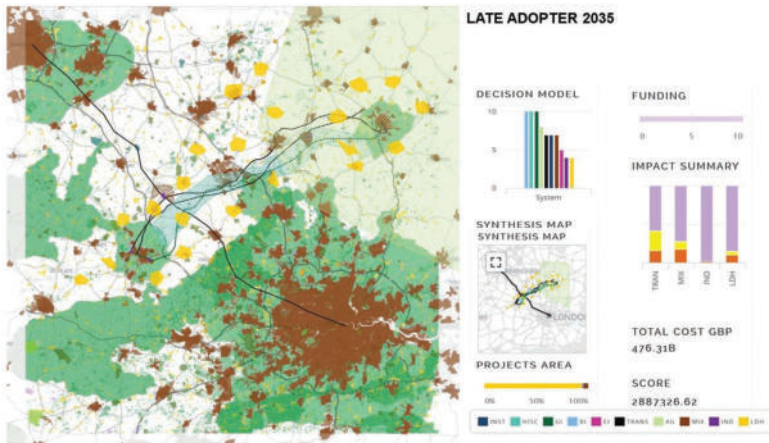 LATE ADOPTER 2035
DECISION MODEL
10
5
0
System
FUNDING
0 5 10
IMPACT SUMMARY
TRAN
MIX
IND
LDH
SYNTHESIS MAP
SYNTHESIS MAP
LONDON
PROJECTS AREA
0% 50% 100%
TOTAL COST GBP
476.31B
SCORE
2887326.62
INST HISC GI BI EJ TRANS AG MIX IND LDH